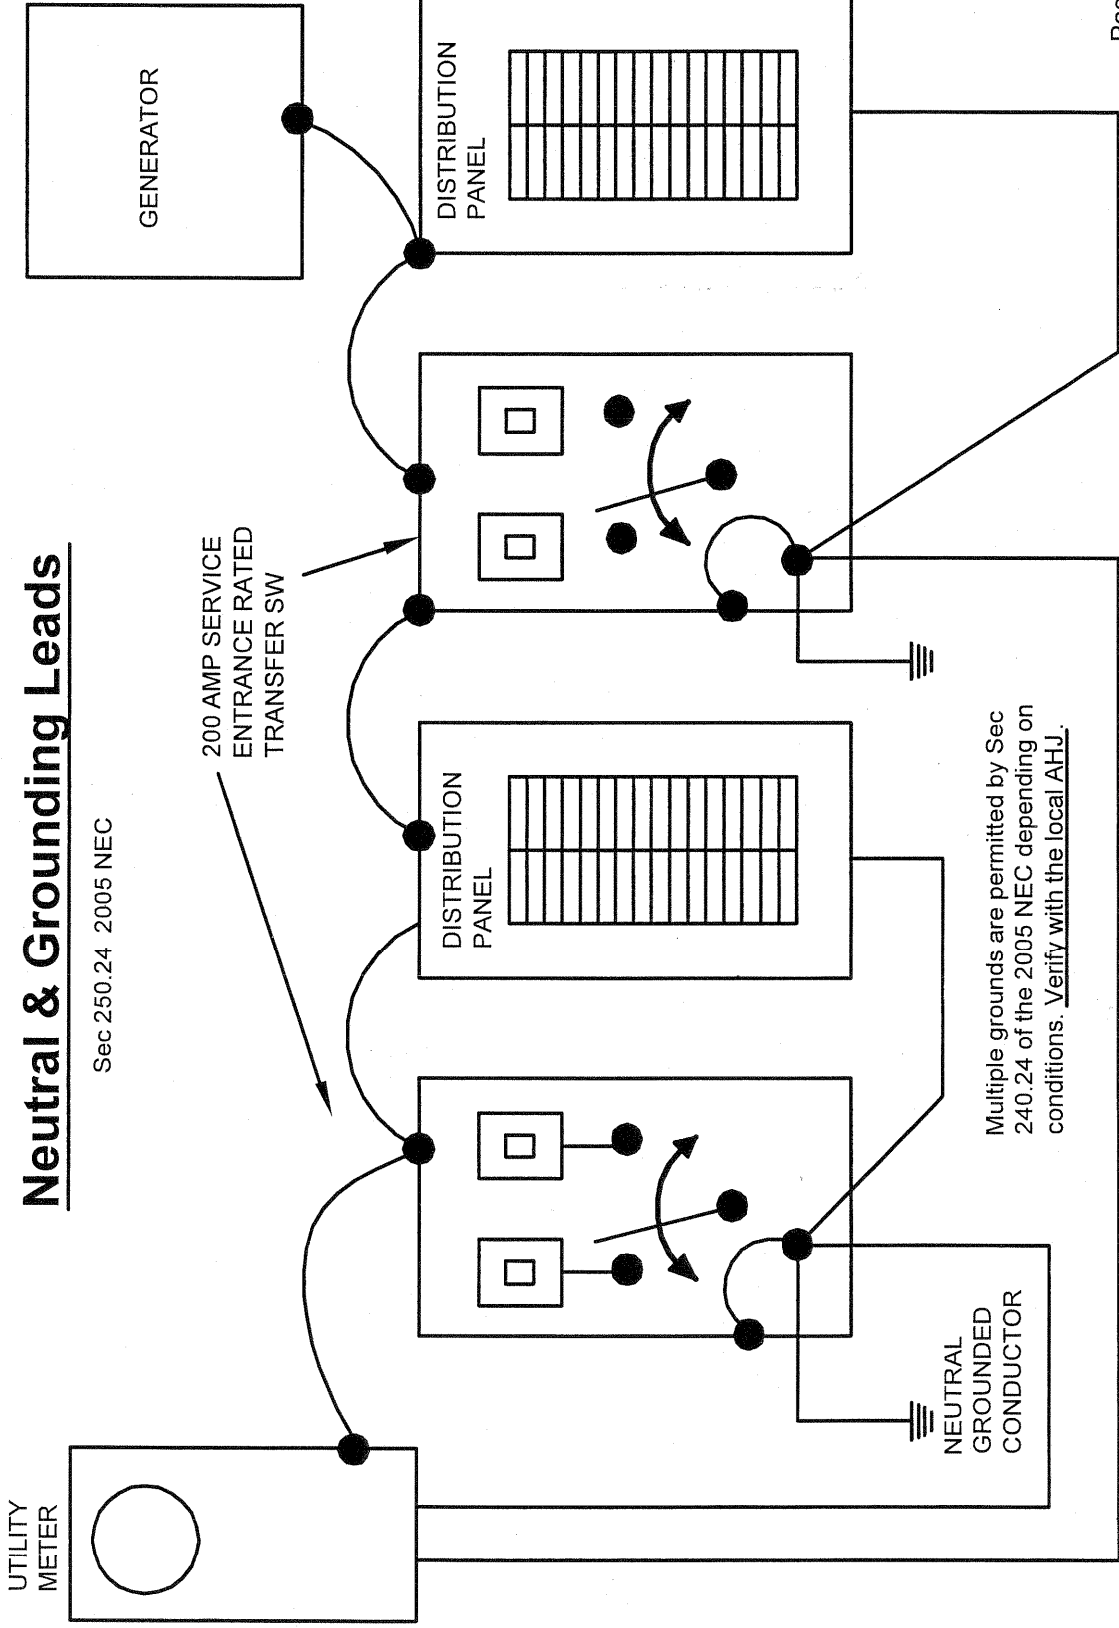 Neutral & Grounding Leads
Sec 250.24 2005 NEC
UTILITY
METER
200 AMP SERVICE
ENTRANCE RATED
TRANSFER SW
GENERATOR
DISTRIBUTION
PANEL
DISTRIBUTION
PANEL
NEUTRAL
GROUNDED
CONDUCTOR
Multiple grounds are permitted by Sec
240.24 of the 2005 NEC depending on
conditions. Verify with the local AHJ.